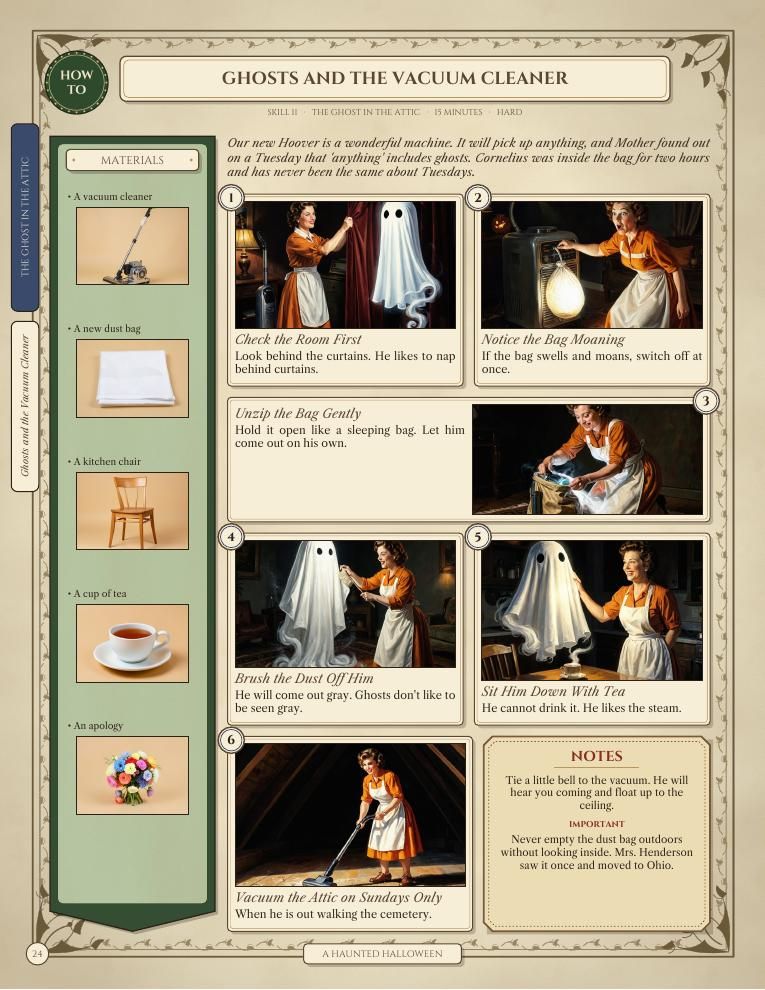 HOW
TO
GHOSTS AND THE VACUUM CLEANER
SKILL 11 · THE GHOST IN THE ATTIC · 15 MINUTES · HARD
THE GHOST IN THE ATTIC
Ghosts and the Vacuum Cleaner
MATERIALS
• A vacuum cleaner
• A new dust bag
• A kitchen chair
• A cup of tea
• An apology
Our new Hoover is a wonderful machine. It will pick up anything, and Mother found out
on a Tuesday that 'anything' includes ghosts. Cornelius was inside the bag for two hours
and has never been the same about Tuesdays.
1
Check the Room First
Look behind the curtains. He likes to nap
behind curtains.
2
Notice the Bag Moaning
If the bag swells and moans, switch off at
once.
3
Unzip the Bag Gently
Hold it open like a sleeping bag. Let him
come out on his own.
4
Brush the Dust Off Him
He will come out gray. Ghosts don't like to
be seen gray.
5
Sit Him Down With Tea
He cannot drink it. He likes the steam.
6
Vacuum the Attic on Sundays Only
When he is out walking the cemetery.
NOTES
Tie a little bell to the vacuum. He will
hear you coming and float up to the
ceiling.
IMPORTANT
Never empty the dust bag outdoors
without looking inside. Mrs. Henderson
saw it once and moved to Ohio.
24
A HAUNTED HALLOWEEN